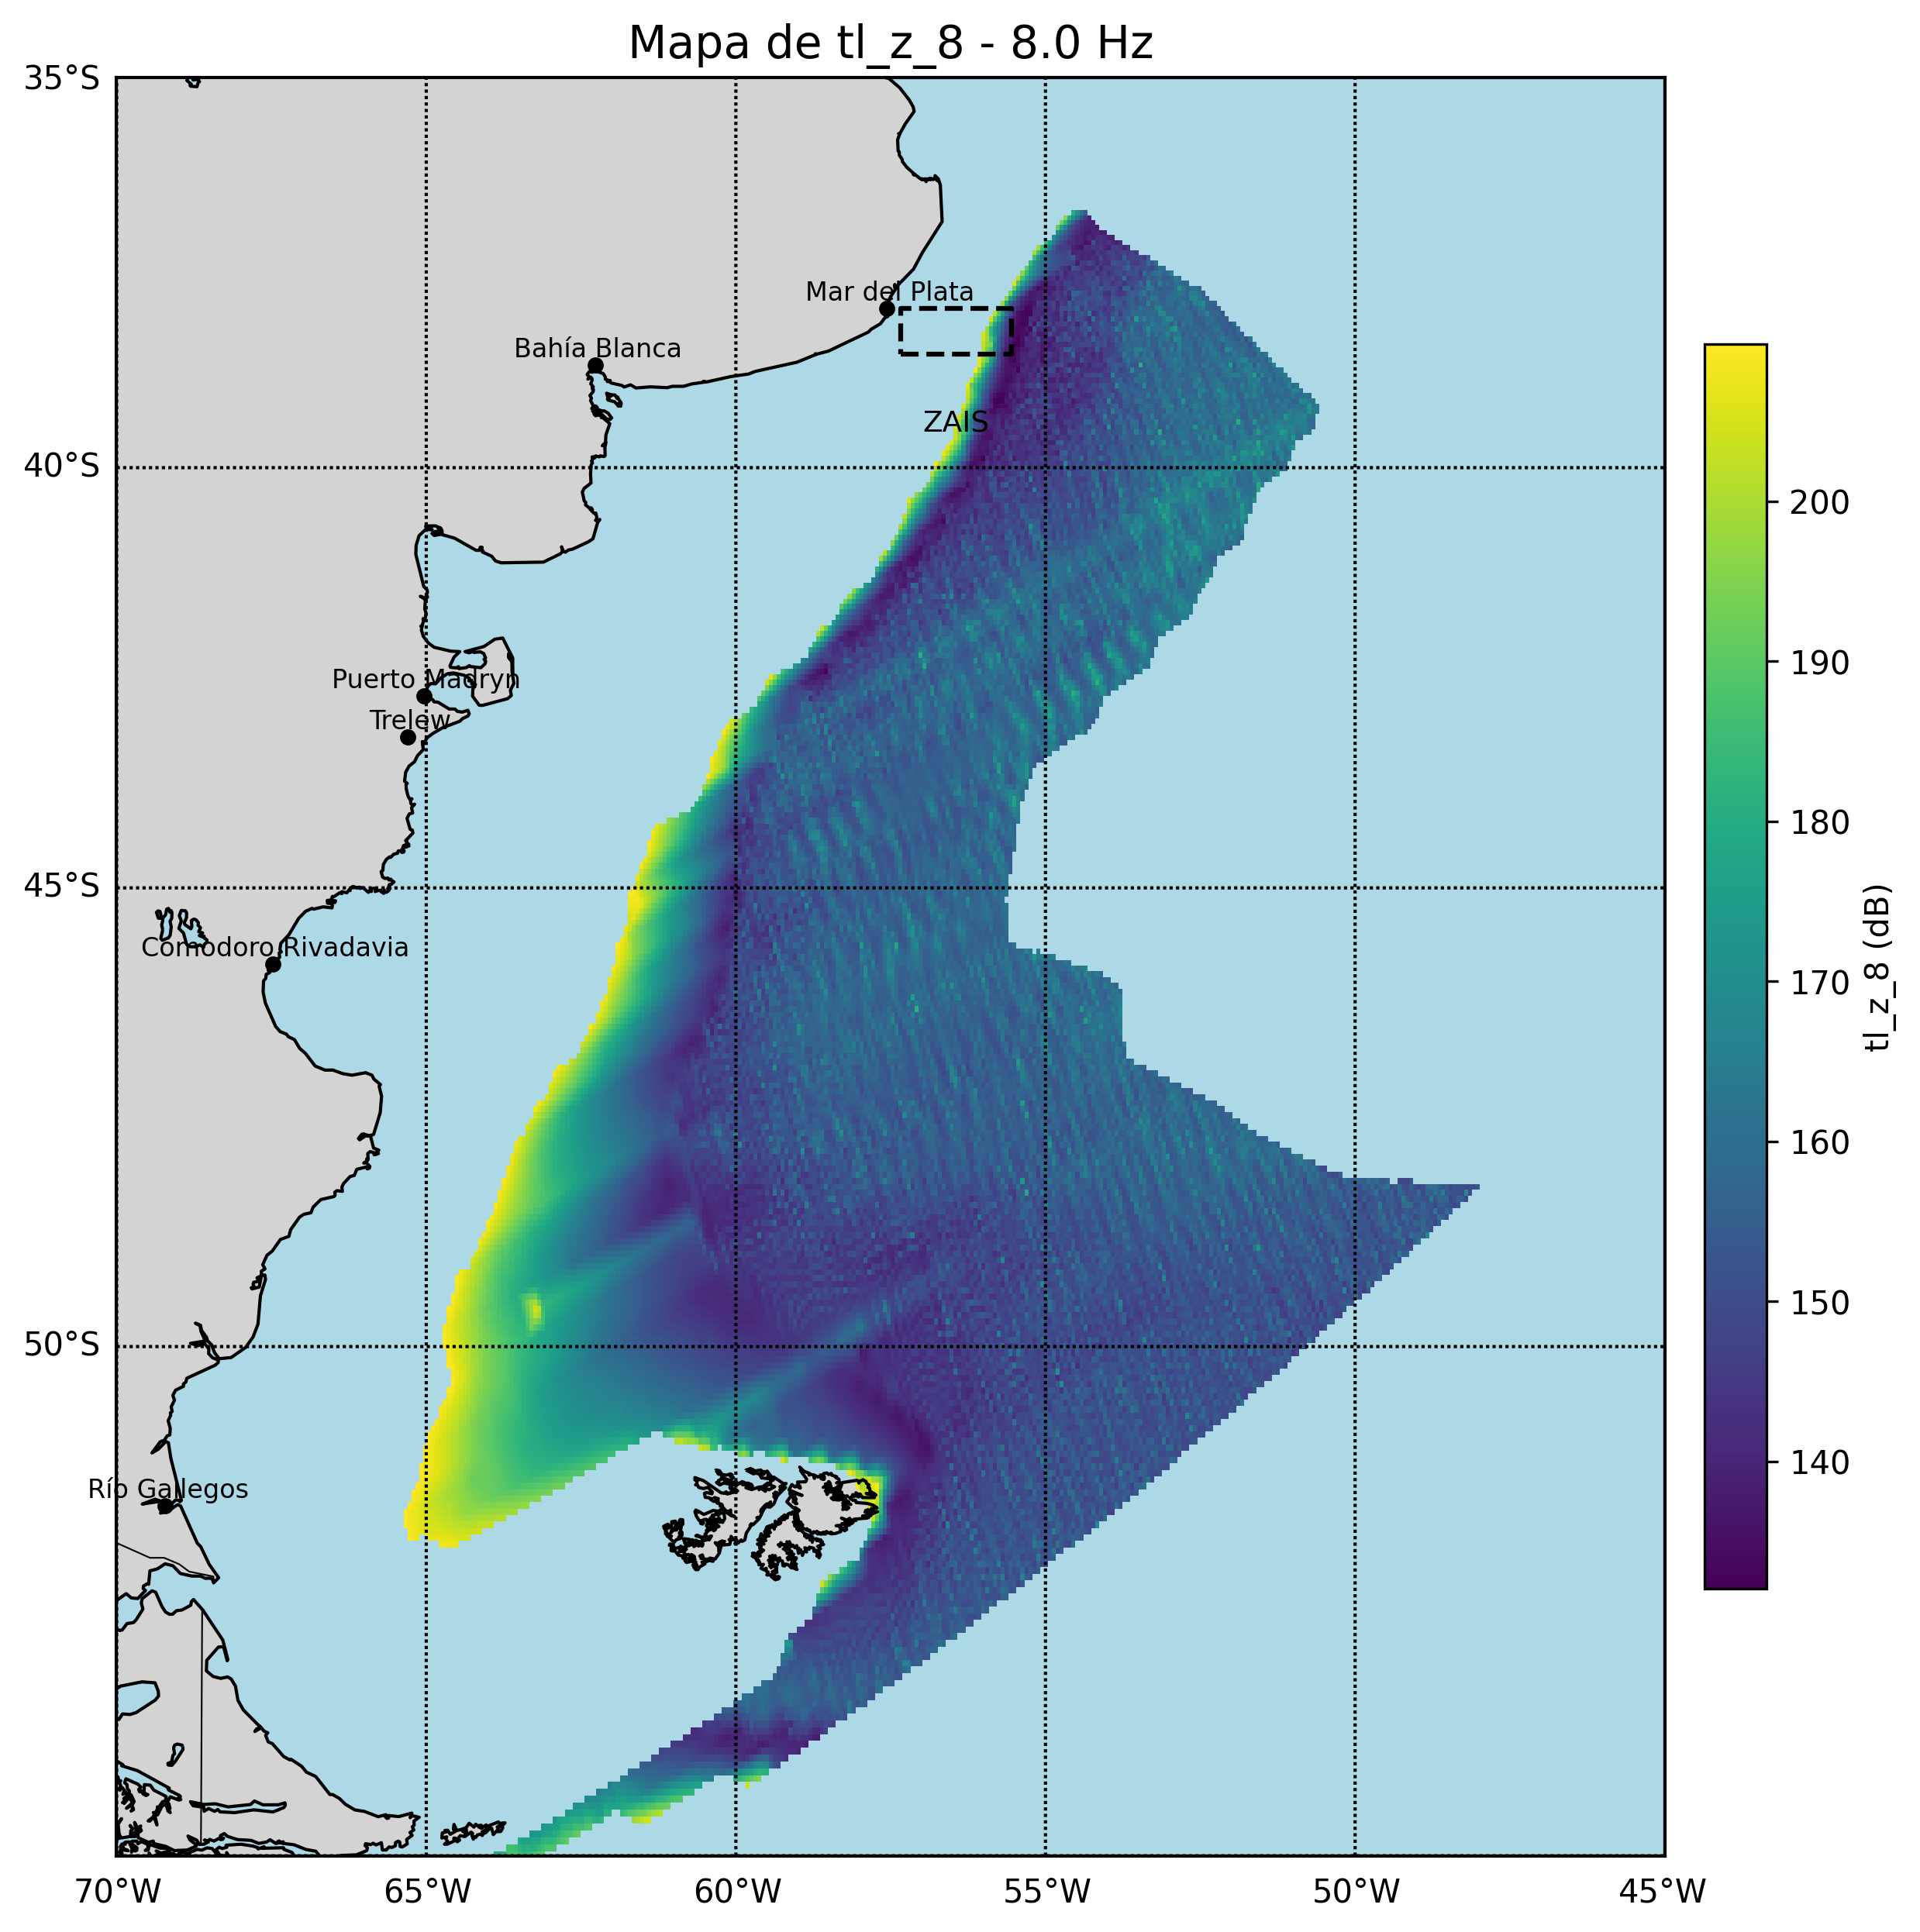 Mapa de tl_z_8 - 8.0 Hz
35°S
Mar del Plata
Bahía Blanca
ZAIS
40°S
200
190
Puerto Madryn
Trelew
180
45°S
tl_z_8 (dB)
Comodoro Rivadavia
170
160
150
50°S
140
Río Gallegos
70°W
65°W
60°W
55°W
50°W
45°W